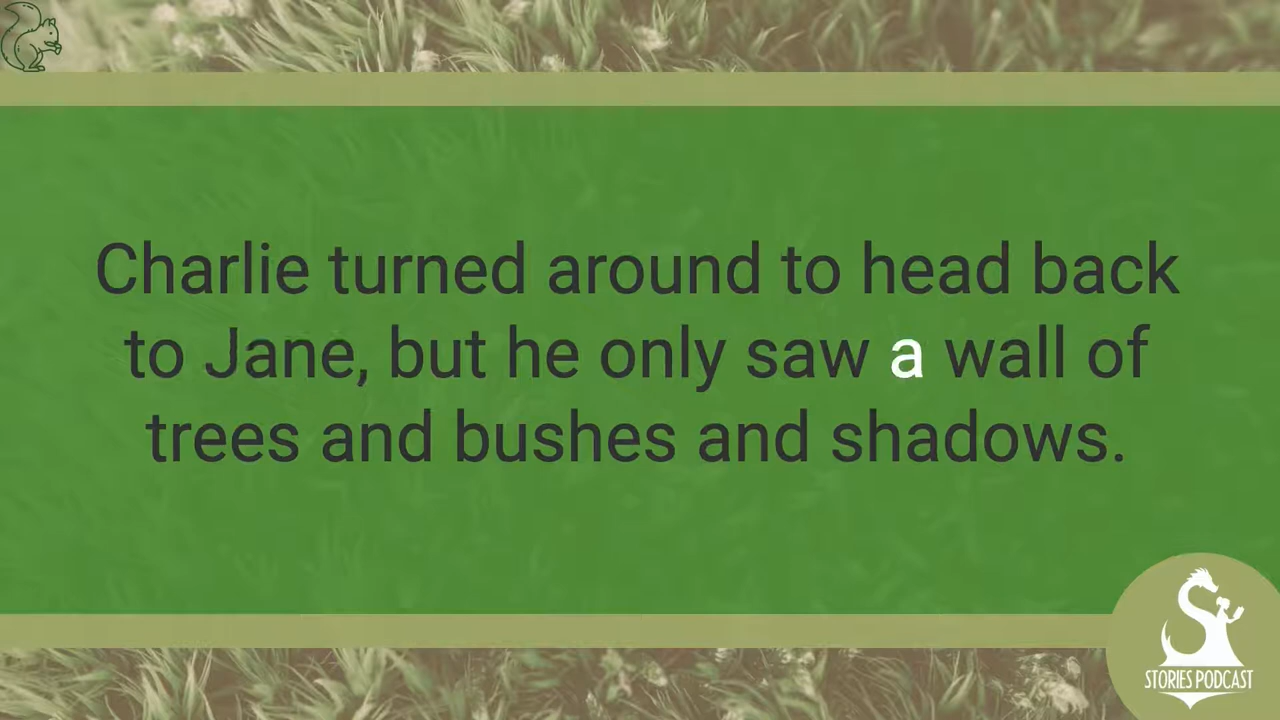 Charlie turned around to head back
to Jane, but he only saw a wall of
trees and bushes and shadows.
STORIES PODCAST